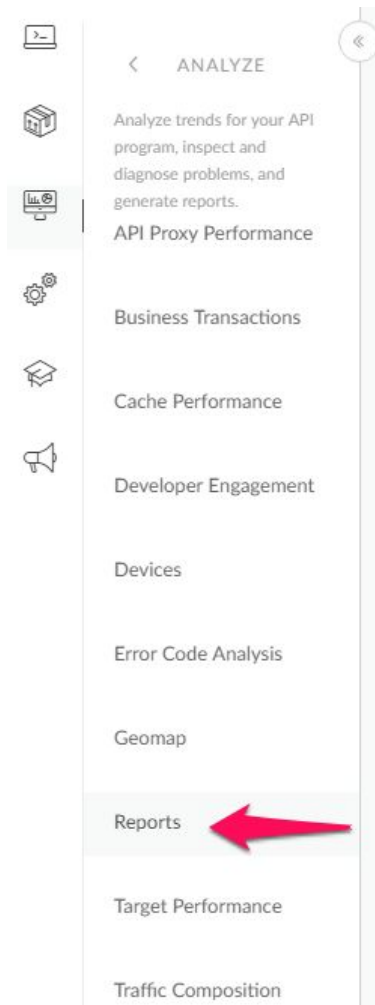 ANALYZE
Analyze trends for your API
program, inspect and
diagnose problems, and
generate reports.
API Proxy Performance
Business Transactions
Cache Performance
Developer Engagement
Devices
Error Code Analysis
Geomap
Reports
Target Performance
Traffic Composition